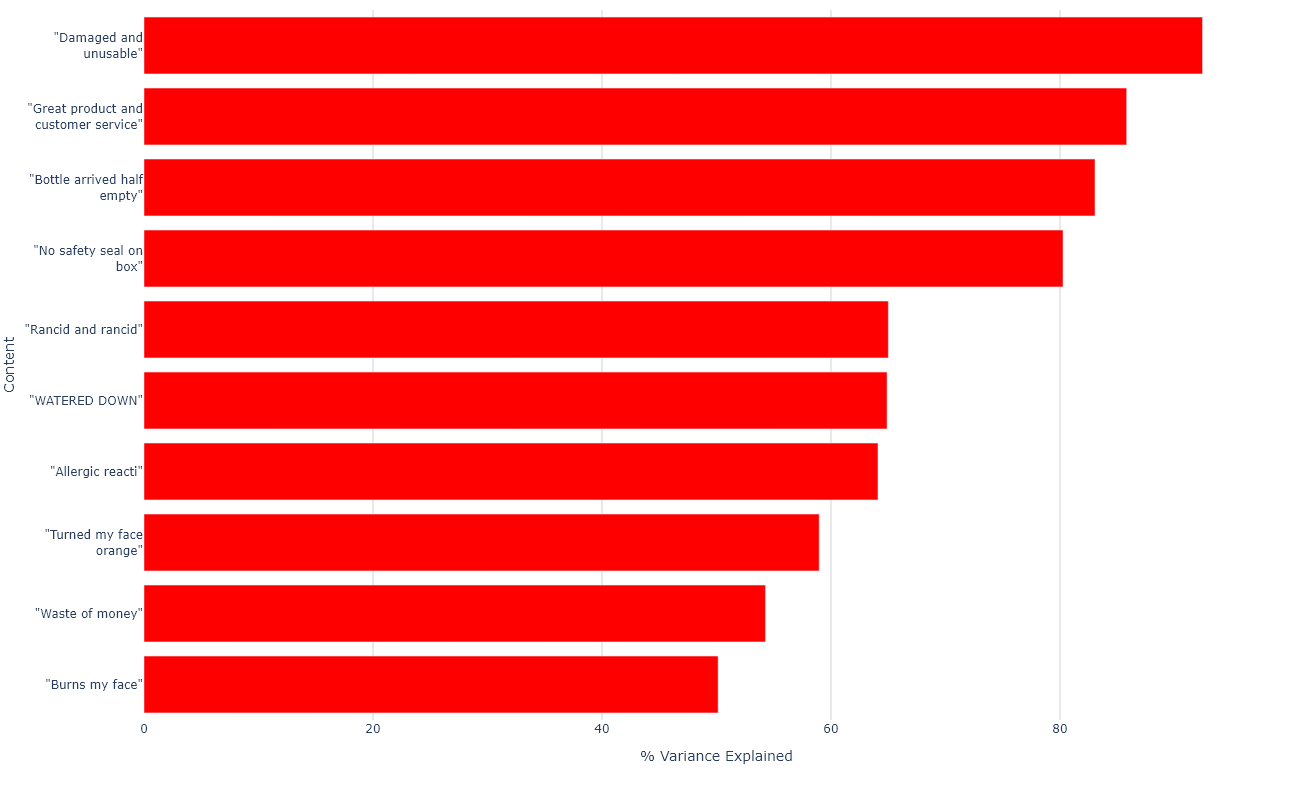 "Damaged and
unusable"
"Great product and
customer service"
"Bottle arrived half
empty"
"No safety seal on
box"
"Rancid and rancid"
"WATERED DOWN"
"Allergic reacti"
"Turned my face
orange"
"Waste of money"
"Burns my face"
Content
0 20 40 60 80
% Variance Explained